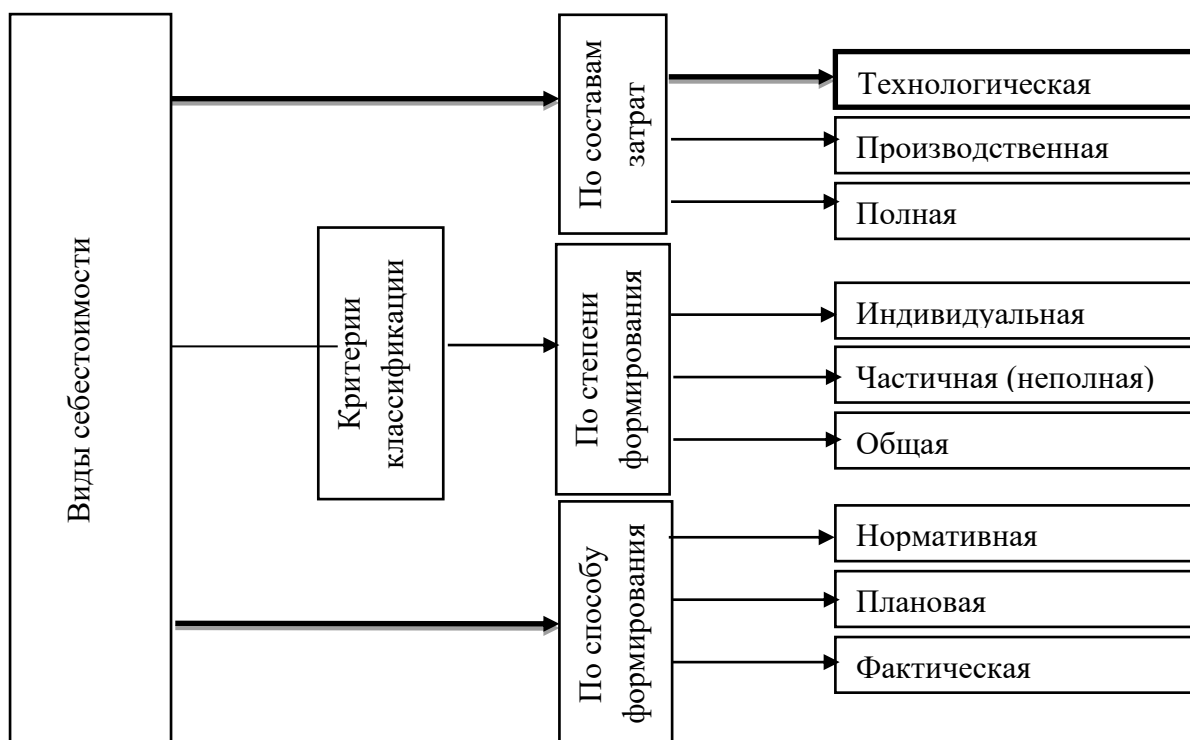 Виды себестоимости
Критерии
классификации
По составам
затрат
Технологическая
Производственная
Полная
По степени
формирования
Индивидуальная
Частичная (неполная)
Общая
По способу
формирования
Нормативная
Плановая
Фактическая